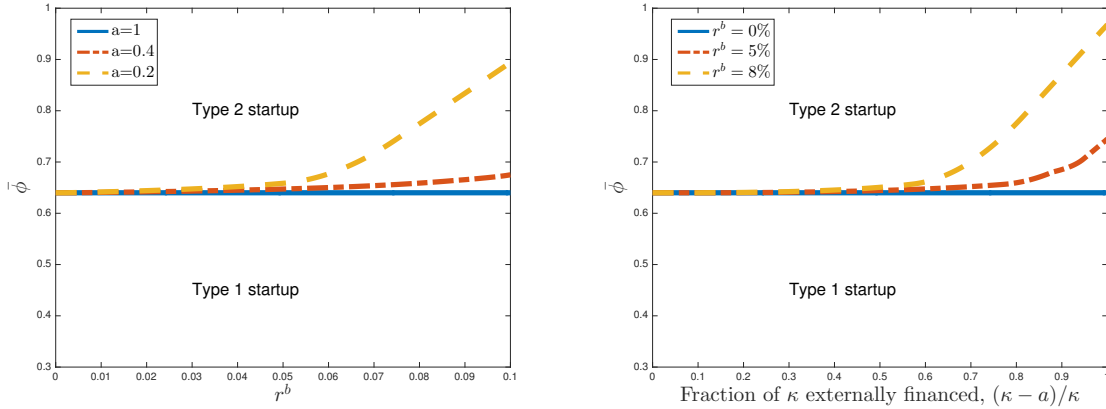 1
0.9
0.8
0.7
0.6
0.5
0.4
0.3
φ̄
a=1
a=0.4
a=0.2
Type 2 startup
Type 1 startup
0 0.01 0.02 0.03 0.04 0.05 0.06 0.07 0.08 0.09 0.1
r^b
1
0.9
0.8
0.7
0.6
0.5
0.4
0.3
φ̄
r^b = 0%
r^b = 5%
r^b = 8%
Type 2 startup
Type 1 startup
0 0.1 0.2 0.3 0.4 0.5 0.6 0.7 0.8 0.9 1
Fraction of κ externally financed, (κ − a)/κ